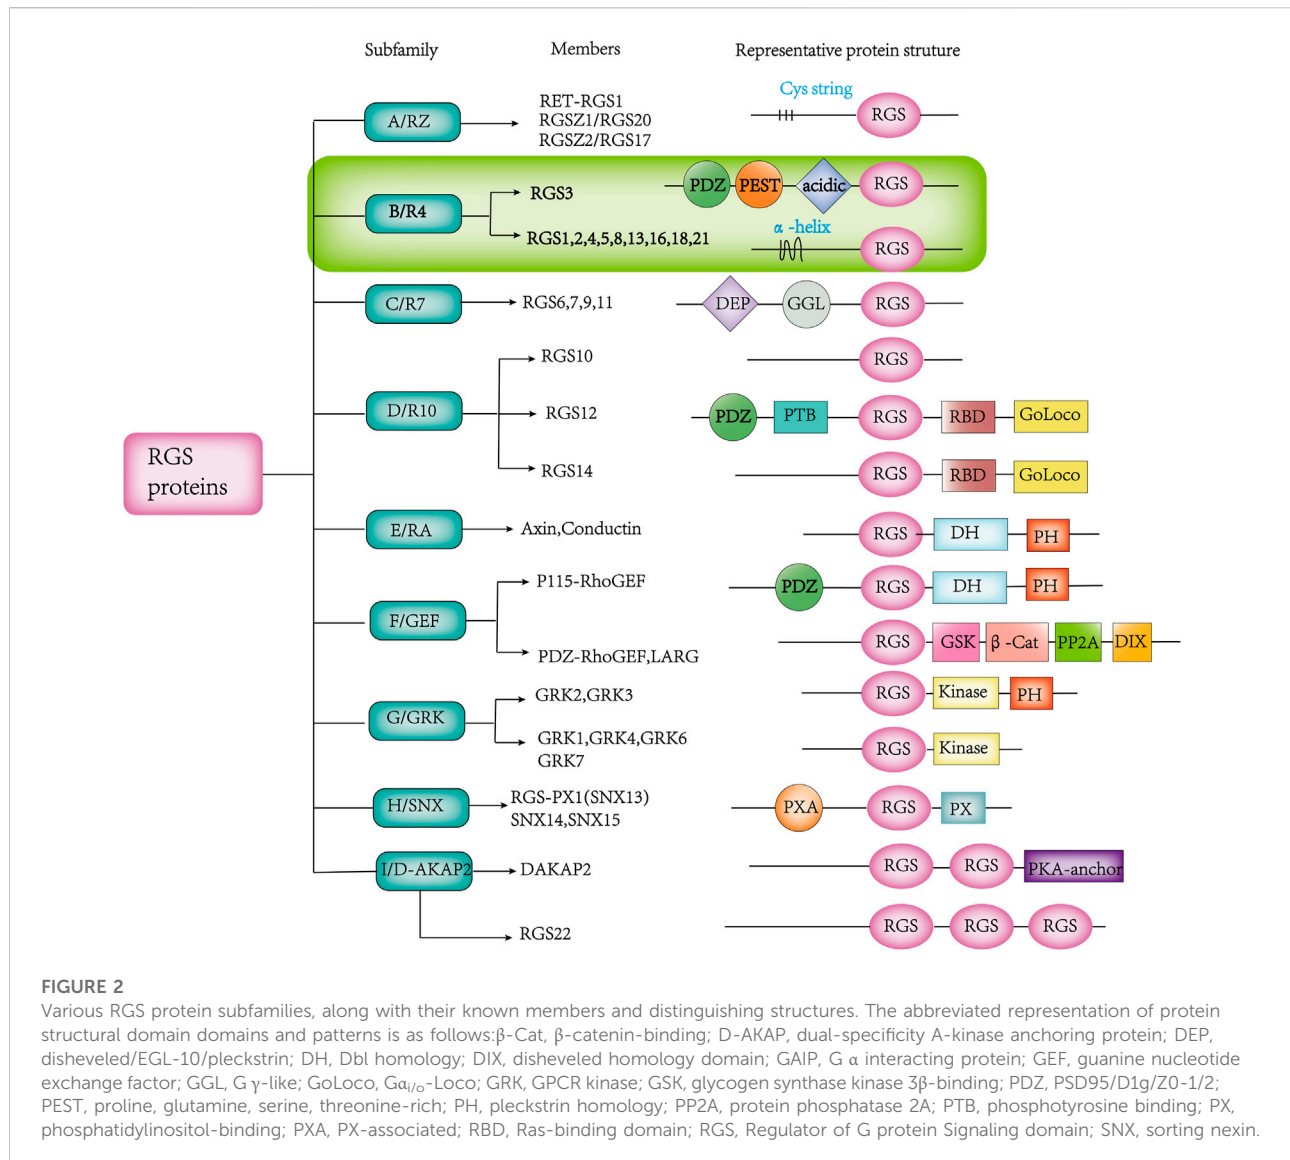 Subfamily Members Representative protein struture
Cys string
RET-RGS1
A/RZ RGSZ1/RGS20 RGS
RGSZ2/RGS17
RGS3 PDZ PEST acidic RGS
B/R4
α -helix
RGS1,2,4,5,8,13,16,18,21 RGS
C/R7 RGS6,7,9,11 DEP GGL RGS
RGS10 RGS
D/R10 RGS12 PDZ PTB RGS RBD GoLoco
RGS
proteins
RGS14 RGS RBD GoLoco
E/RA Axin,Conductin RGS DH PH
P115-RhoGEF PDZ RGS DH PH
F/GEF
PDZ-RhoGEF,LARG RGS GSK β -Cat PP2A DIX
GRK2,GRK3 RGS Kinase PH
G/GRK
GRK1,GRK4,GRK6 RGS Kinase
GRK7
RGS-PX1(SNX13)
H/SNX PXA RGS PX
SNX14,SNX15
I/D-AKAP2 DAKAP2 RGS RGS PKA-anchor
RGS22 RGS RGS RGS
FIGURE 2
Various RGS protein subfamilies, along with their known members and distinguishing structures. The abbreviated representation of protein
structural domain domains and patterns is as follows:β-Cat, β-catenin-binding; D-AKAP, dual-specificity A-kinase anchoring protein; DEP,
disheveled/EGL-10/pleckstrin; DH, Dbl homology; DIX, disheveled homology domain; GAIP, G α interacting protein; GEF, guanine nucleotide
exchange factor; GGL, G γ-like; GoLoco, Gαi/o-Loco; GRK, GPCR kinase; GSK, glycogen synthase kinase 3β-binding; PDZ, PSD95/D1g/Z0-1/2;
PEST, proline, glutamine, serine, threonine-rich; PH, pleckstrin homology; PP2A, protein phosphatase 2A; PTB, phosphotyrosine binding; PX,
phosphatidylinositol-binding; PXA, PX-associated; RBD, Ras-binding domain; RGS, Regulator of G protein Signaling domain; SNX, sorting nexin.